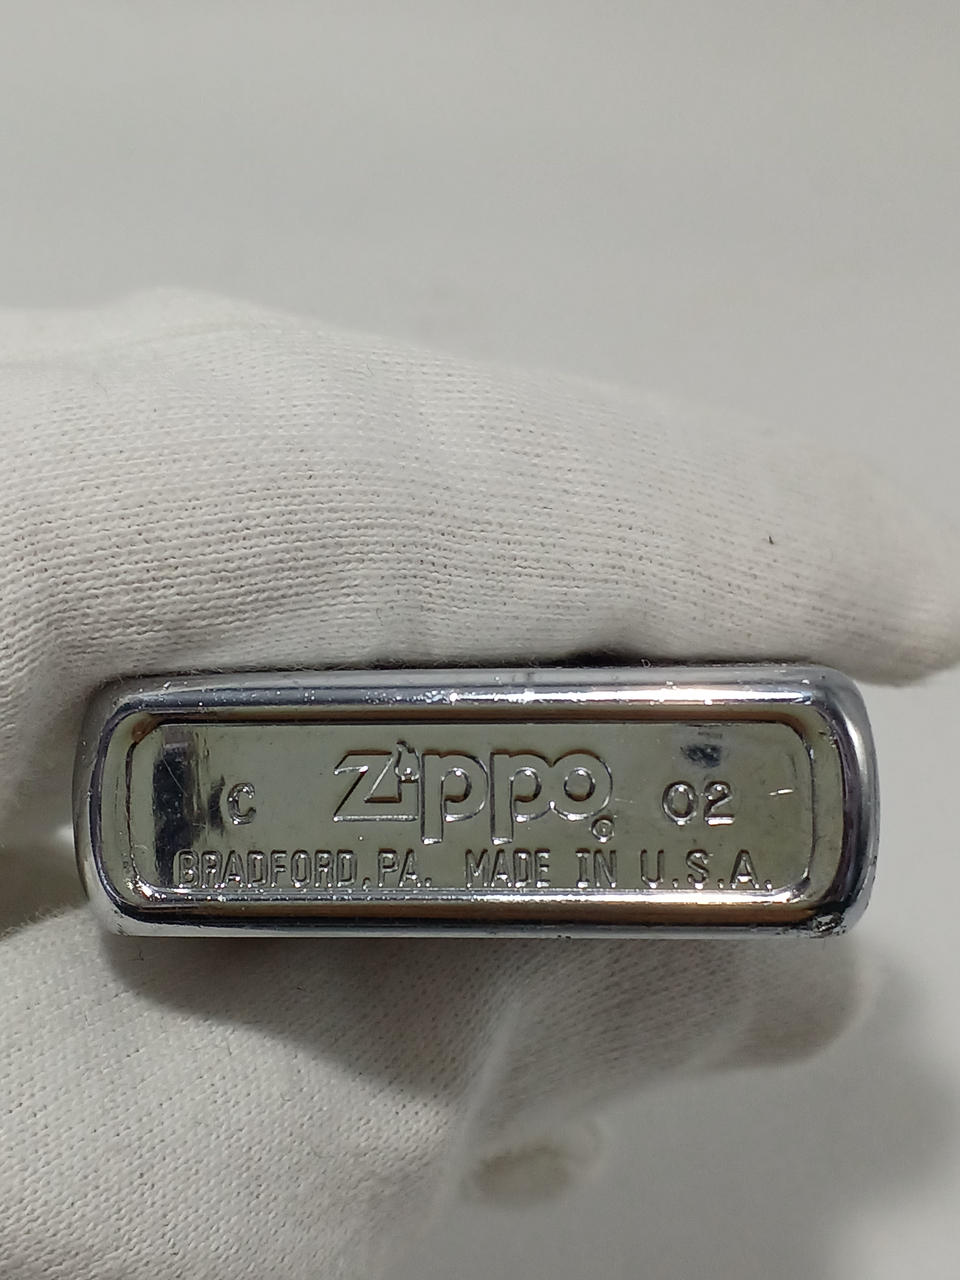 C Zippo® 02
BRADFORD, PA. MADE IN U.S.A.